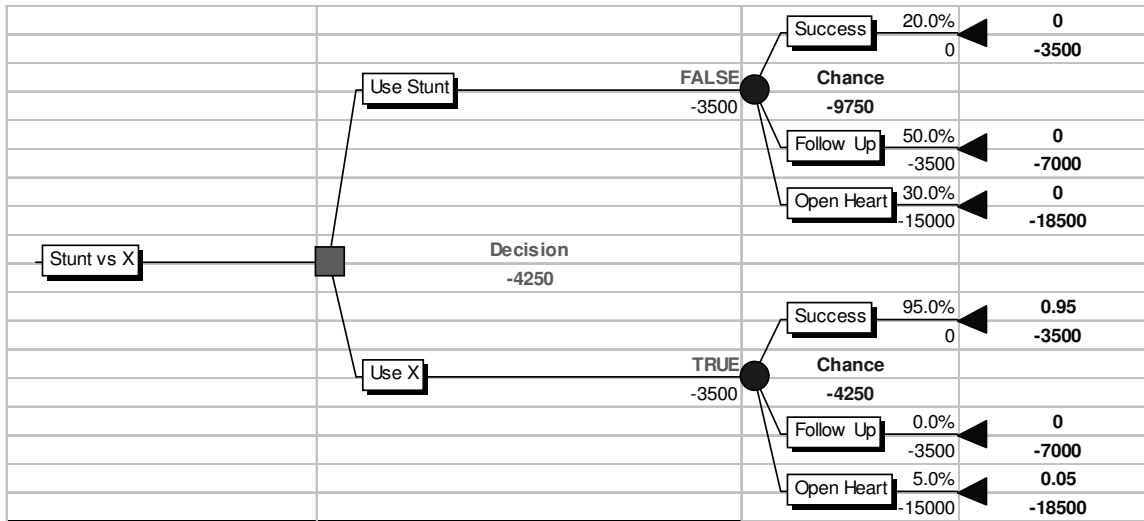 Success 20.0% 0
0 -3500
Use Stunt FALSE Chance
-3500 -9750
Follow Up 50.0% 0
-3500 -7000
Open Heart 30.0% 0
-15000 -18500
Stunt vs X Decision
-4250
Success 95.0% 0.95
0 -3500
Use X TRUE Chance
-3500 -4250
Follow Up 0.0% 0
-3500 -7000
Open Heart 5.0% 0.05
-15000 -18500